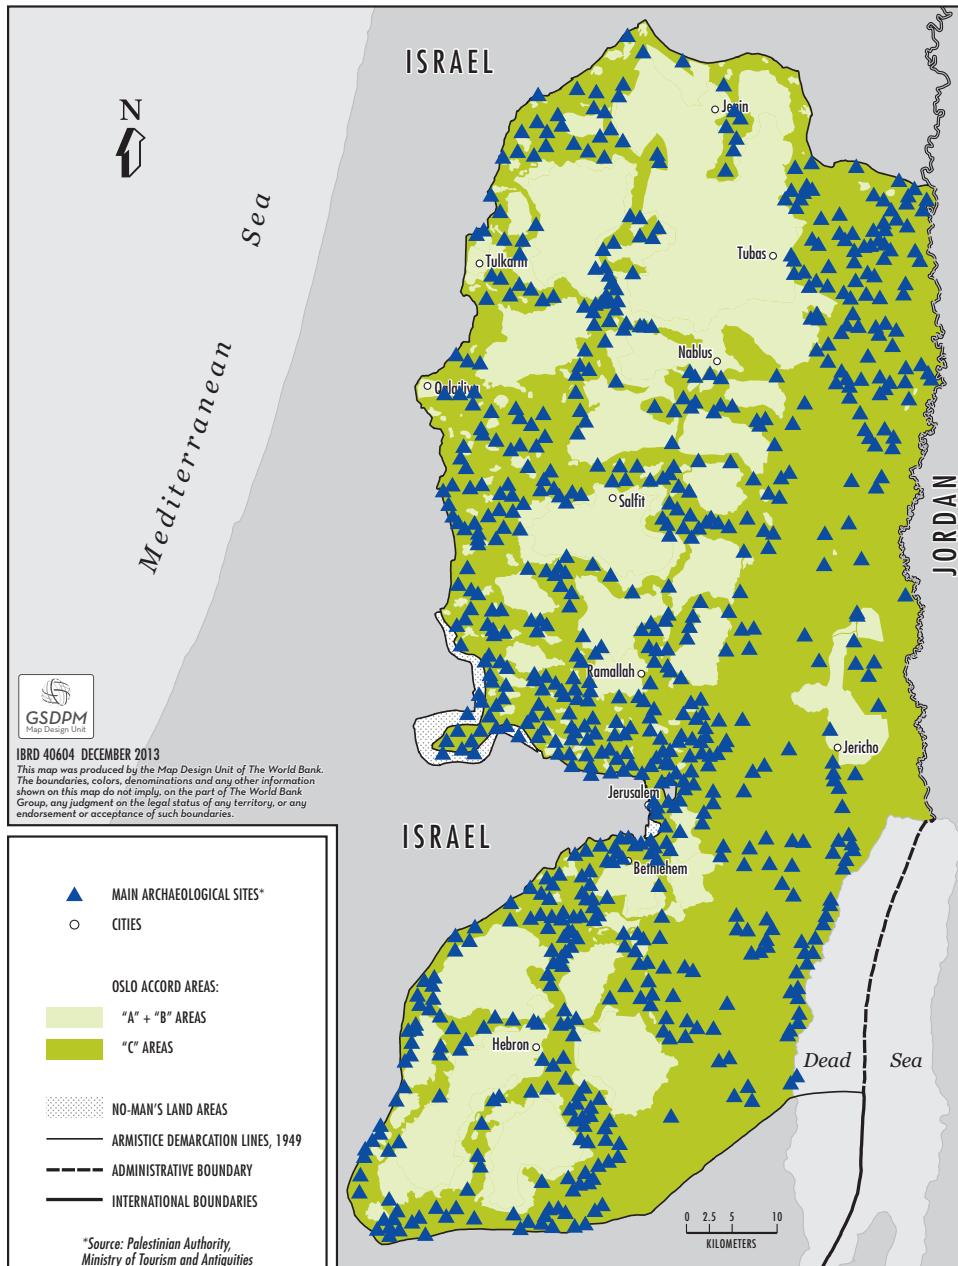 ISRAEL
N
Jenin
Mediterranean Sea
Tubas
Tulkarm
Nablus
Qalqiliya
Salfit
JORDAN
Ramallah
Jericho
GSDPM
Map Design Unit
IBRD 40604 DECEMBER 2013
This map was produced by the Map Design Unit of The World Bank.
The boundaries, colors, denominations and any other information
shown on this map do not imply, on the part of The World Bank
Group, any judgment on the legal status of any territory, or any
endorsement or acceptance of such boundaries.
Jerusalem
ISRAEL
Bethlehem
MAIN ARCHAEOLOGICAL SITES*
CITIES
OSLO ACCORD AREAS:
"A" + "B" AREAS
"C" AREAS
Hebron
Dead Sea
NO-MAN'S LAND AREAS
ARMISTICE DEMARCATION LINES, 1949
ADMINISTRATIVE BOUNDARY
INTERNATIONAL BOUNDARIES
0 2.5 5 10
KILOMETERS
*Source: Palestinian Authority,
Ministry of Tourism and Antiquities